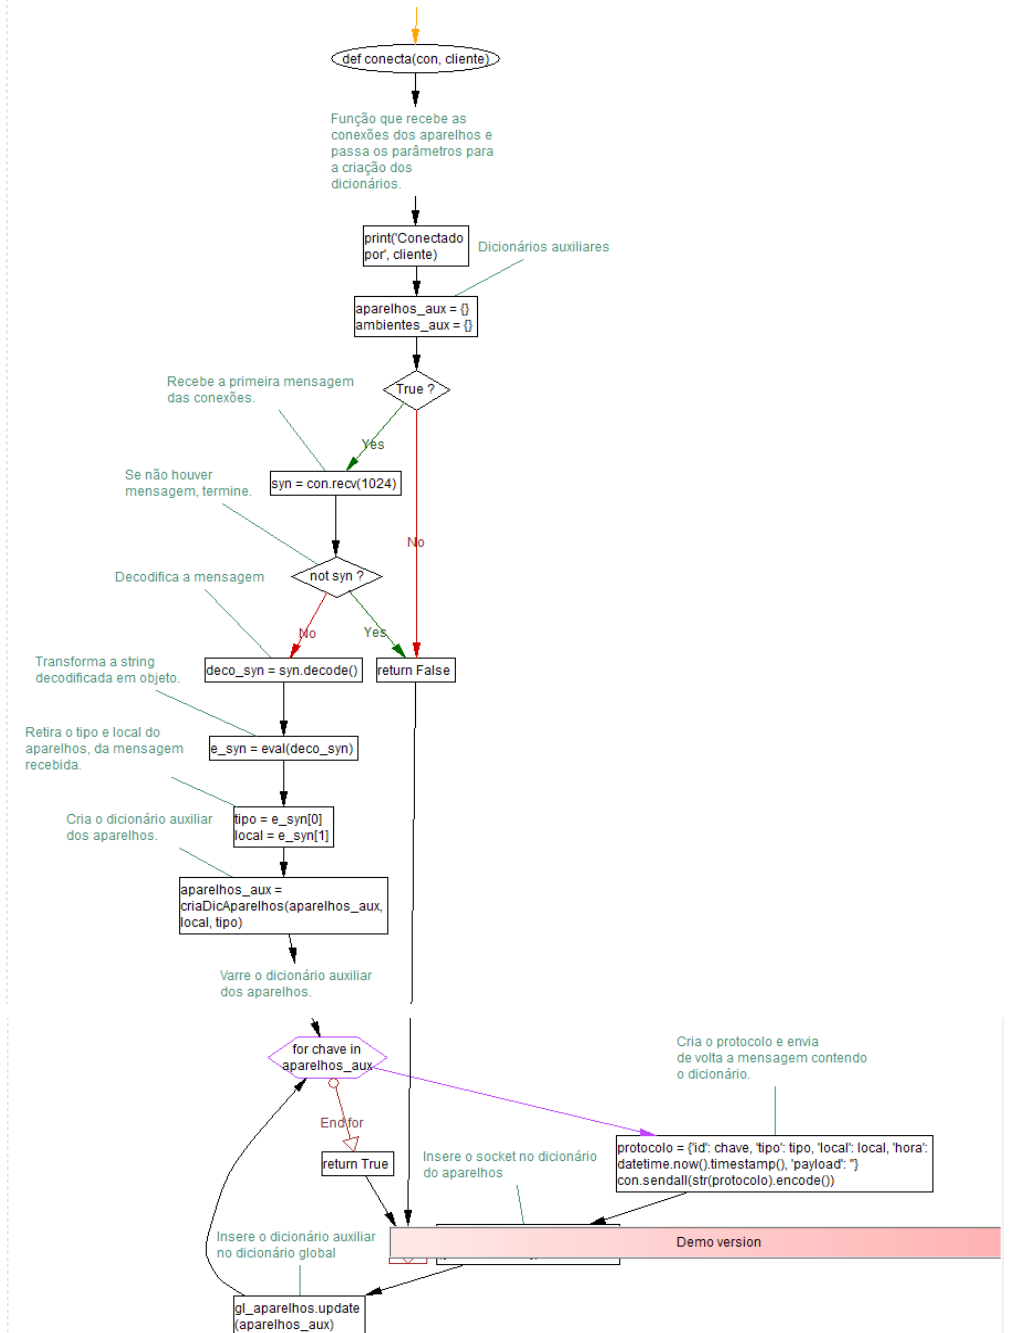 def conecta(con, cliente)
Função que recebe as
conexões dos aparelhos e
passa os parâmetros para
a criação dos
dicionários.
print('Conectado
por', cliente)
Dicionários auxiliares
aparelhos_aux = {}
ambientes_aux = {}
True ?
Recebe a primeira mensagem
das conexões.
Yes
syn = con.recv(1024)
Se não houver
mensagem, termine.
No
not syn ?
Decodifica a mensagem
No
Yes
deco_syn = syn.decode()
return False
Transforma a string
decodificada em objeto.
e_syn = eval(deco_syn)
Retira o tipo e local do
aparelhos, da mensagem
recebida.
tipo = e_syn[0]
local = e_syn[1]
Cria o dicionário auxiliar
dos aparelhos.
aparelhos_aux =
criaDicAparelhos(aparelhos_aux,
local, tipo)
Varre o dicionário auxiliar
dos aparelhos.
for chave in
aparelhos_aux
Cria o protocolo e envia
de volta a mensagem contendo
o dicionário.
End for
protocolo = {'id': chave, 'tipo': tipo, 'local': local, 'hora':
datetime.now().timestamp(), 'payload': ''}
con.sendall(str(protocolo).encode())
return True
Insere o socket no dicionário
do aparelhos
Demo version
Insere o dicionário auxiliar
no dicionário global
gl_aparelhos.update
(aparelhos_aux)